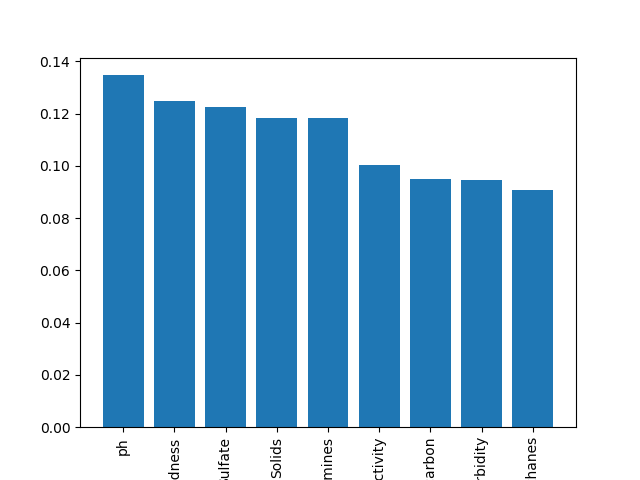 0.14
0.12
0.10
0.08
0.06
0.04
0.02
0.00
ph
dness
ulfate
Solids
mines
ctivity
arbon
rbidity
hanes